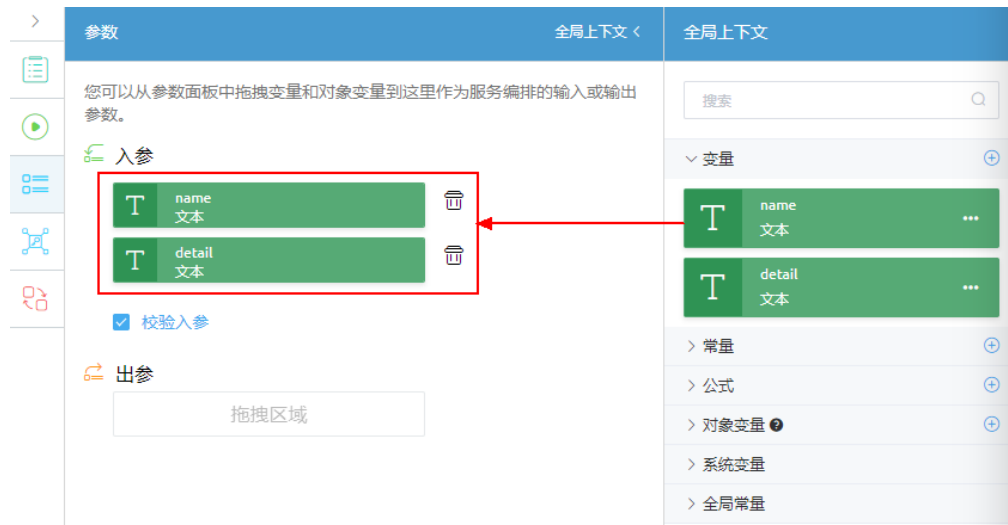 参数
全局上下文
您可以从参数面板中拖拽变量和对象变量到这里作为服务编排的输入或输出
参数。
入参
T
name
文本
T
detail
文本
校验入参
出参
拖拽区域
全局上下文
搜索
变量
T
name
文本
T
detail
文本
常量
公式
对象变量
系统变量
全局常量